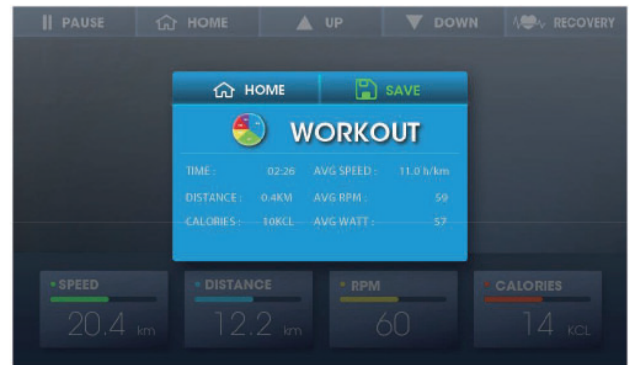 PAUSE HOME UP DOWN RECOVERY
HOME SAVE
WORKOUT
TIME : 02:26 AVG SPEED : 11.0 h/km
DISTANCE : 0.4KM AVG RPM : 59
CALORIES : 10KCL AVG WATT : 57
SPEED DISTANCE RPM CALORIES
20.4 km 12.2 km 60 14 KCL